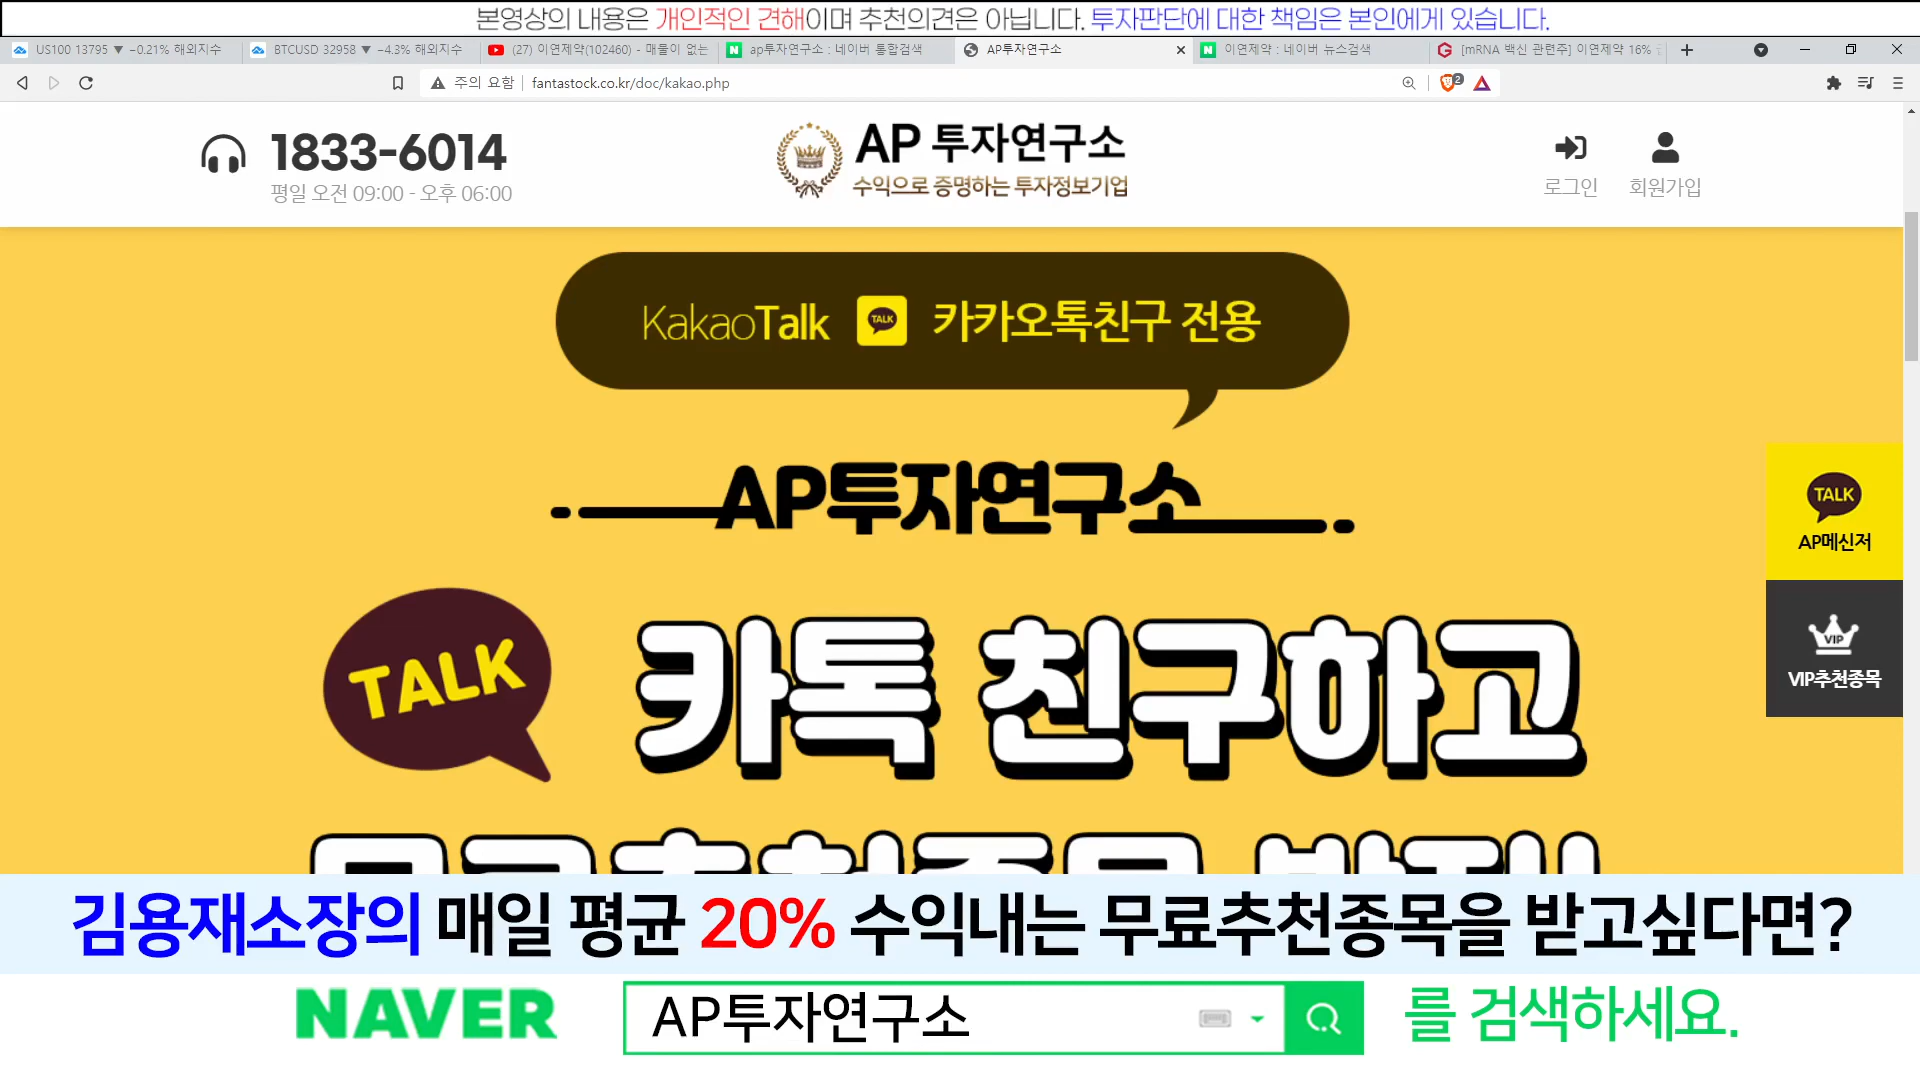 본영상의 내용은 개인적인 견해이며 추천의견은 아닙니다. 투자판단에 대한 책임은 본인에게 있습니다.
US100 13795 ▼ −0.21% 해외지수
BTCUSD 32958 ▼ −4.3% 해외지수
(27) 이연제약(102460) - 매물이 없는
ap투자연구소 : 네이버 통합검색
AP투자연구소
이연제약 : 네이버 뉴스검색
[mRNA 백신 관련주] 이연제약 16%
주의 요함
fantastock.co.kr/doc/kakao.php
2
1833-6014
평일 오전 09:00 - 오후 06:00
AP 투자연구소
수익으로 증명하는 투자정보기업
로그인
회원가입
KakaoTalk TALK 카카오톡친구 전용
AP투자연구소
TALK
카톡 친구하고
무료추천종목 받자!!
TALK
AP메신저
VIP
VIP추천종목
김용재소장의 매일 평균 20% 수익내는 무료추천종목을 받고싶다면?
NAVER
AP투자연구소
를 검색하세요.